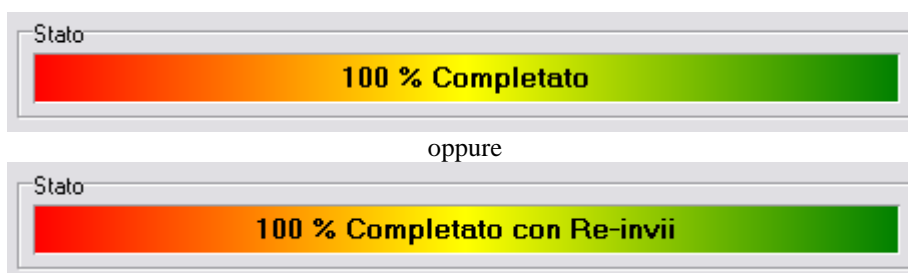 Stato
100 % Completato
oppure
Stato
100 % Completato con Re-invii